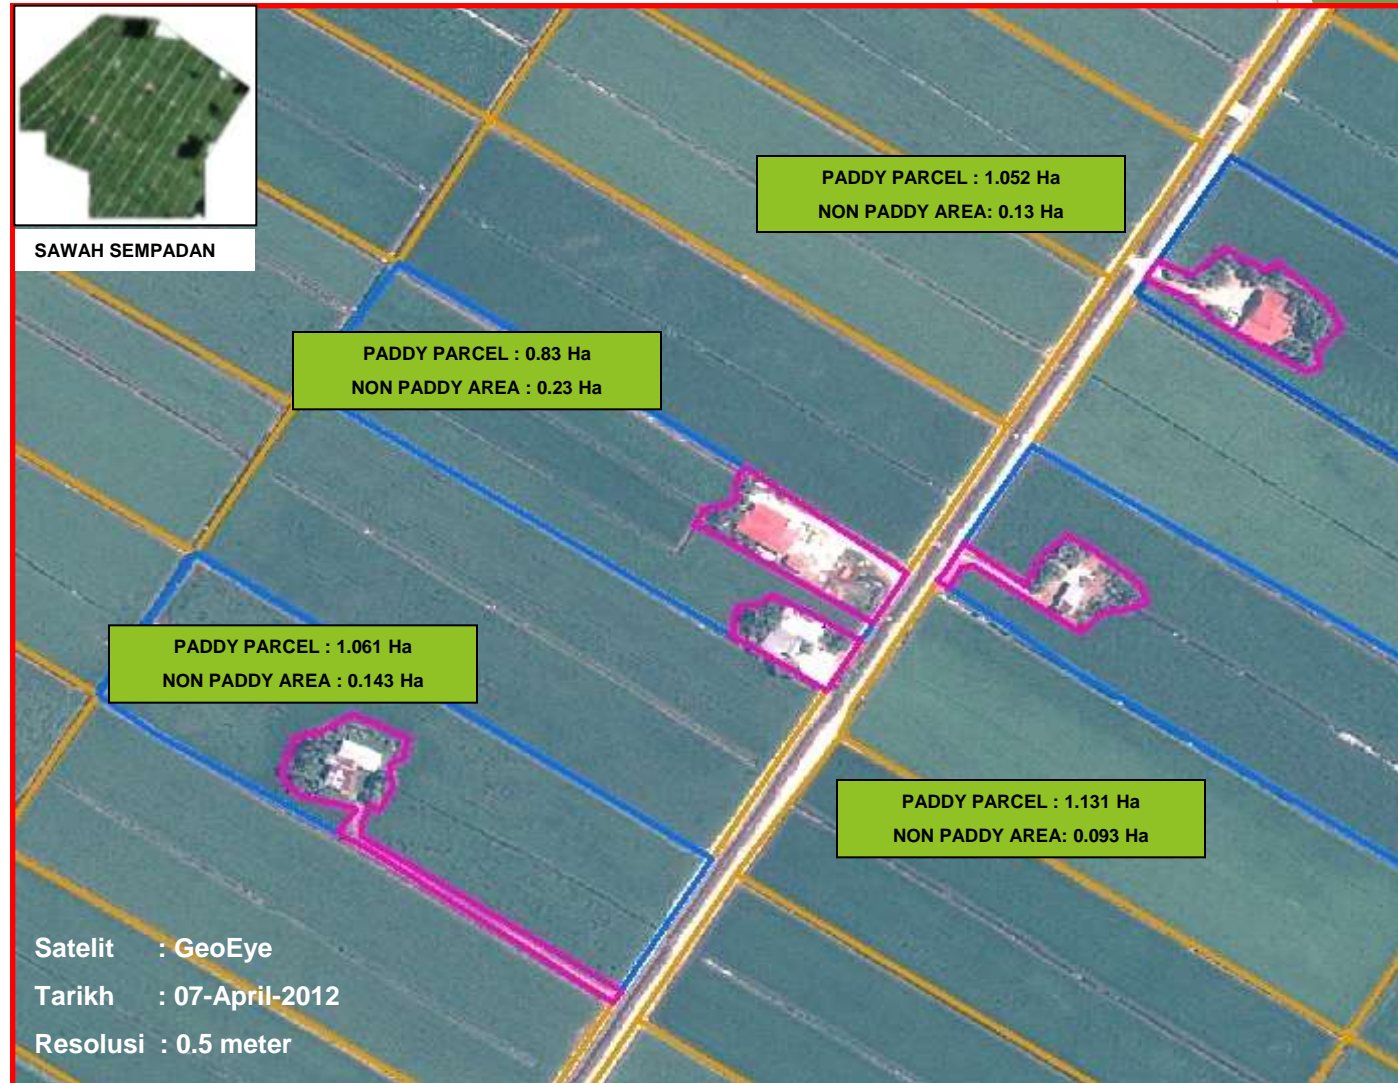 SAWAH SEMPADAN
PADDY PARCEL : 1.052 Ha
NON PADDY AREA: 0.13 Ha
PADDY PARCEL : 0.83 Ha
NON PADDY AREA : 0.23 Ha
PADDY PARCEL : 1.061 Ha
NON PADDY AREA : 0.143 Ha
PADDY PARCEL : 1.131 Ha
NON PADDY AREA: 0.093 Ha
Satelit : GeoEye
Tarikh : 07-April-2012
Resolusi : 0.5 meter